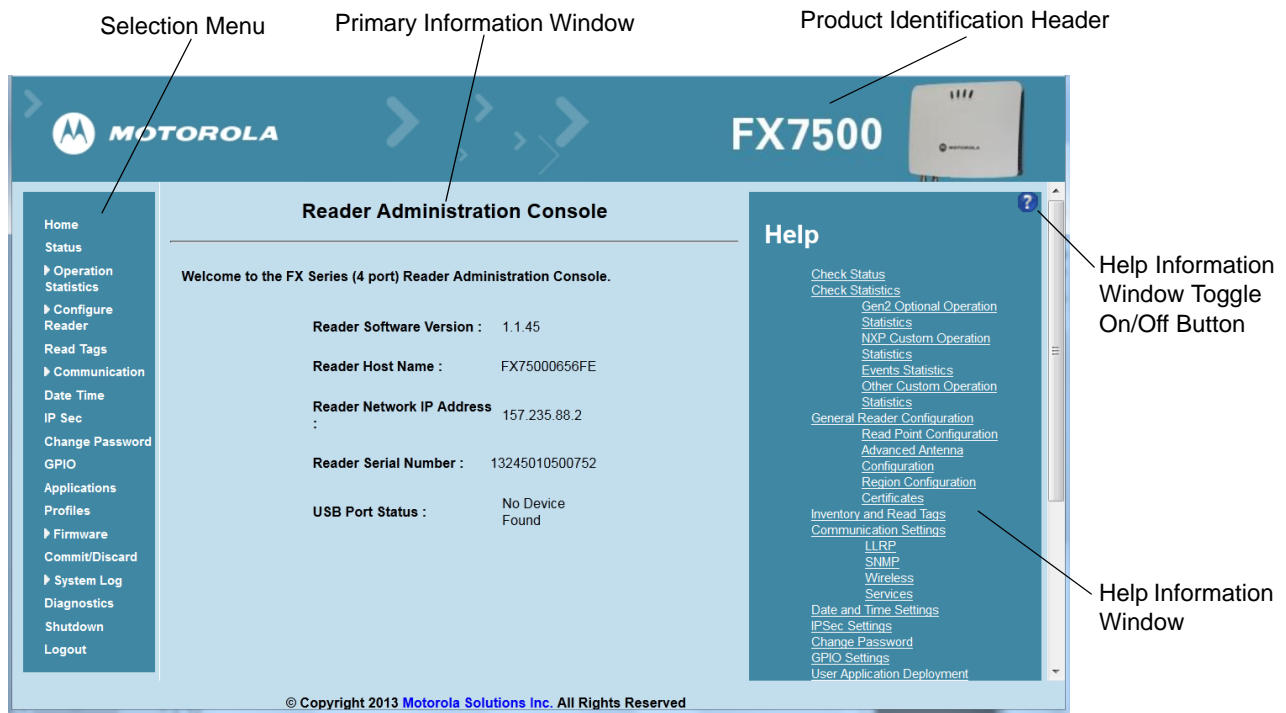 Selection Menu
Primary Information Window
Product Identification Header
MOTOROLA
FX7500
MOTOROLA
Home
Status
Operation
Statistics
Configure
Reader
Read Tags
Communication
Date Time
IP Sec
Change Password
GPIO
Applications
Profiles
Firmware
Commit/Discard
System Log
Diagnostics
Shutdown
Logout
Reader Administration Console
Welcome to the FX Series (4 port) Reader Administration Console.
Reader Software Version : 1.1.45
Reader Host Name : FX75000656FE
Reader Network IP Address
: 157.235.88.2
Reader Serial Number : 13245010500752
USB Port Status : No Device
Found
?
Help
Check Status
Check Statistics
Gen2 Optional Operation
Statistics
NXP Custom Operation
Statistics
Events Statistics
Other Custom Operation
Statistics
General Reader Configuration
Read Point Configuration
Advanced Antenna
Configuration
Region Configuration
Certificates
Inventory and Read Tags
Communication Settings
LLRP
SNMP
Wireless
Services
Date and Time Settings
IPSec Settings
Change Password
GPIO Settings
User Application Deployment
Help Information
Window Toggle
On/Off Button
Help Information
Window
© Copyright 2013 Motorola Solutions Inc. All Rights Reserved